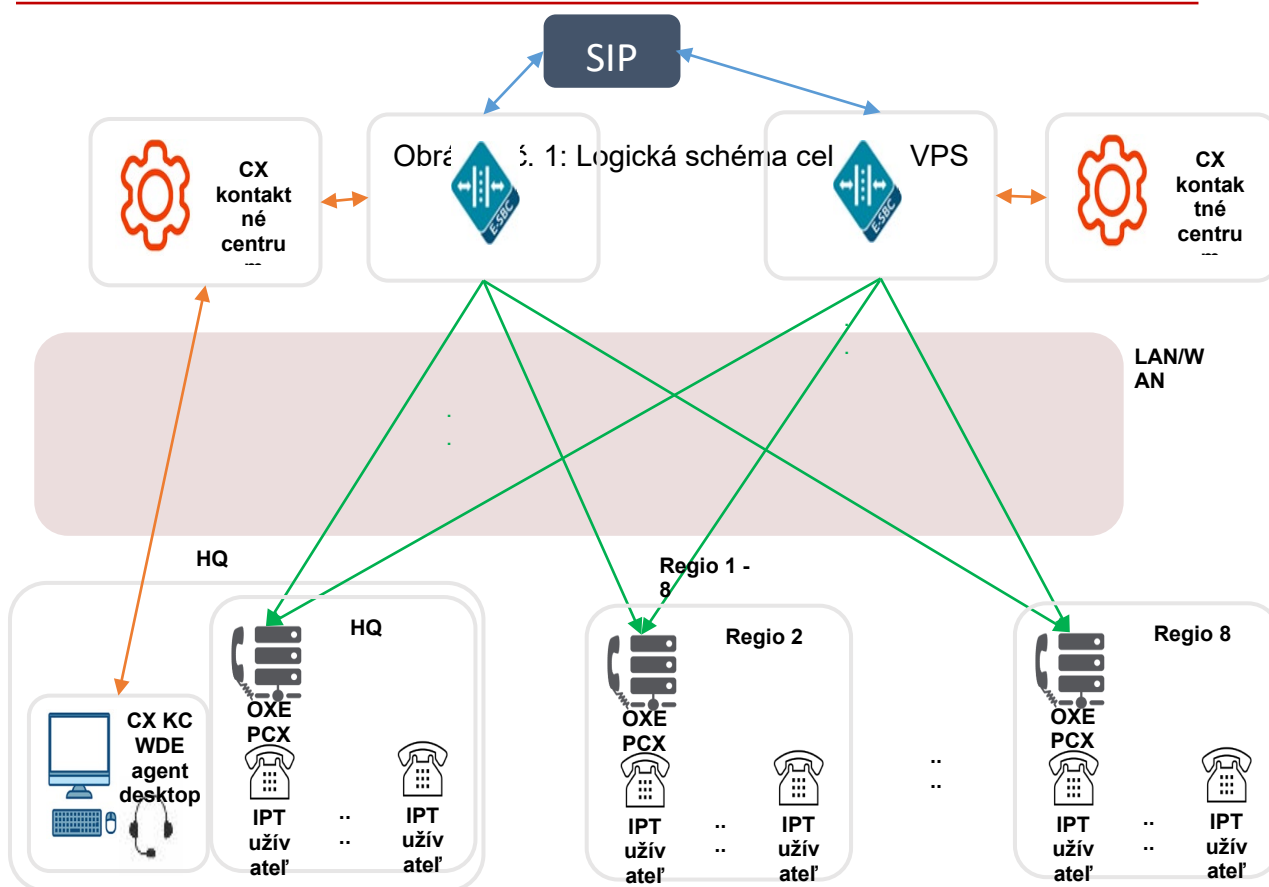 SIP
Obrá č. 1: Logická schéma cel VPS
E-SBC
E-SBC
CX
kontakt
né
centru
CX
kontak
tné
centru
LAN/W
AN
HQ
Regio 1 -
8
HQ
Regio 2
Regio 8
OXE
PCX
OXE
PCX
OXE
PCX
CX KC
WDE
agent
desktop
IPT
užív
ateľ
..
..
IPT
užív
ateľ
IPT
užív
ateľ
..
..
IPT
užív
ateľ
..
..
IPT
užív
ateľ
..
..
IPT
užív
ateľ